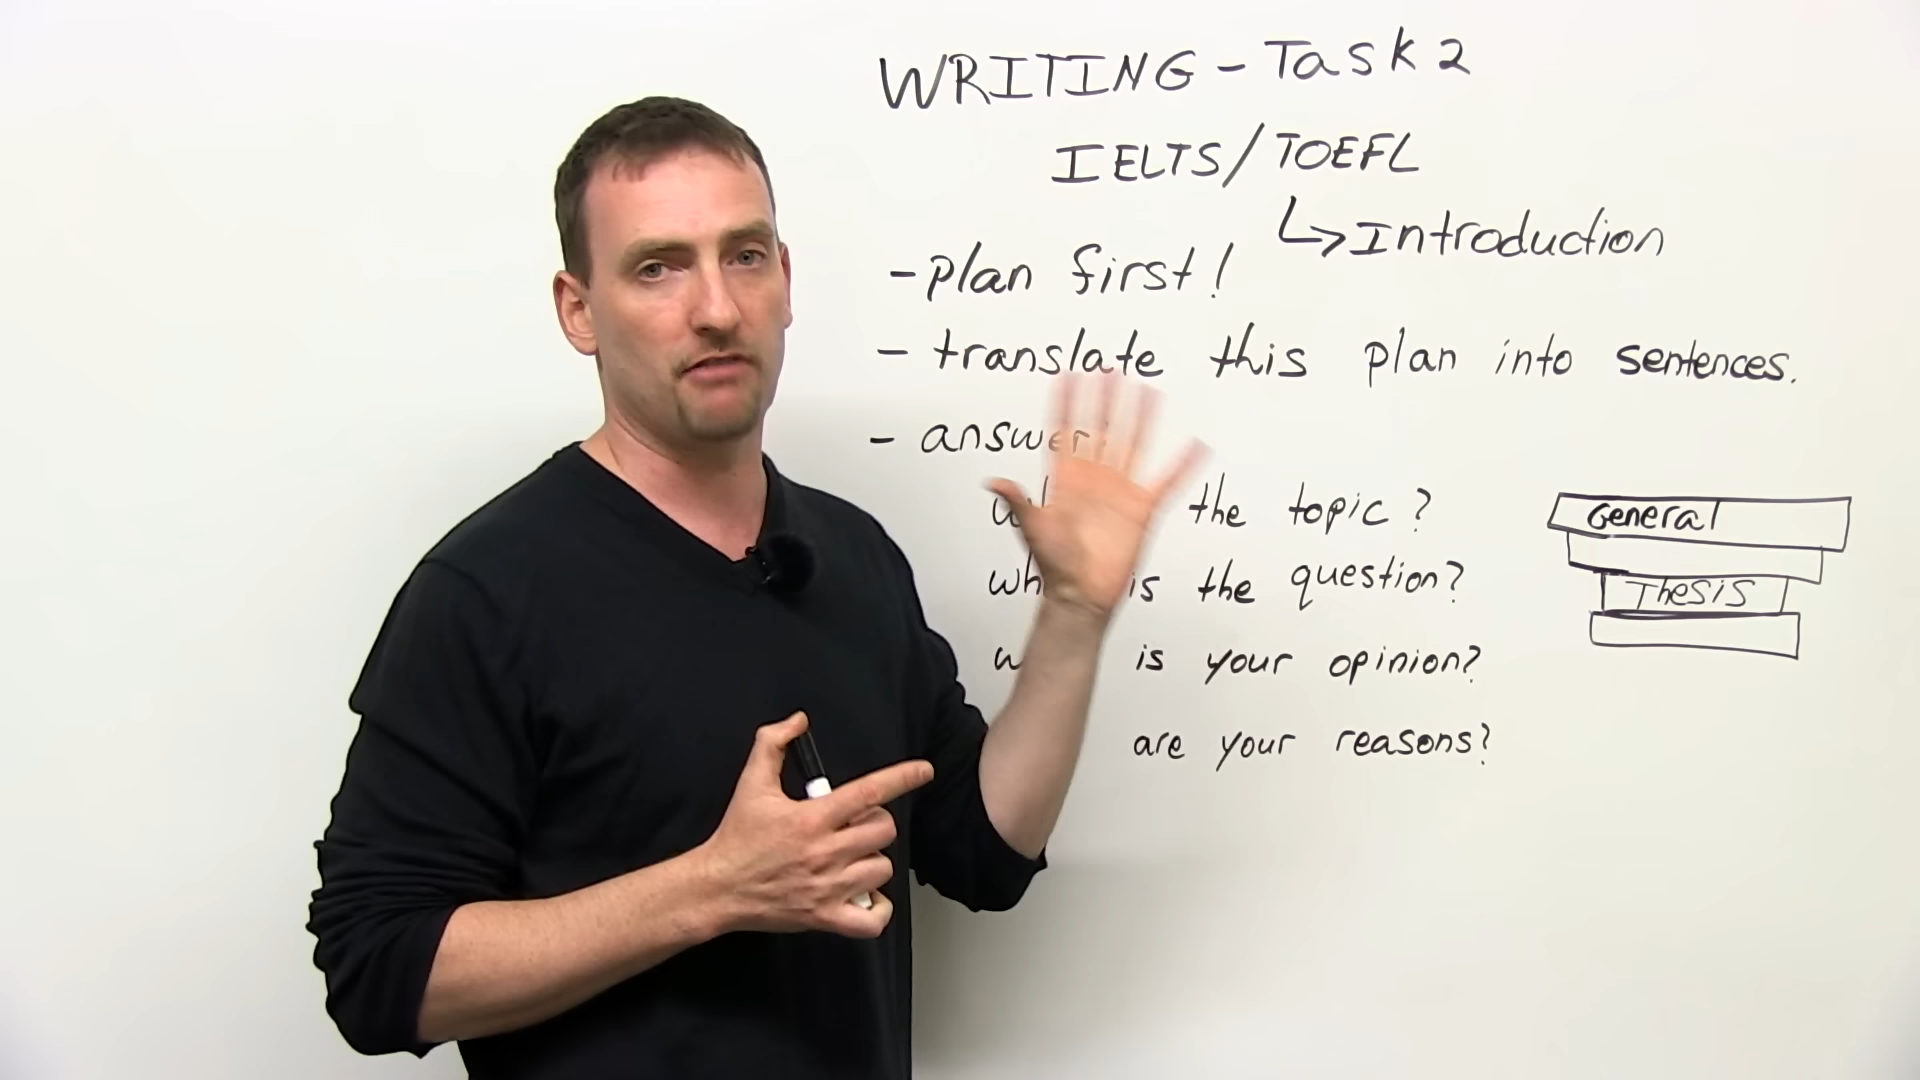 WRITING - Task 2
IELTS/TOEFL
↳ Introduction
- plan first!
- translate this plan into sentences.
- answer
the topic?
is the question?
is your opinion?
are your reasons?
General
Thesis